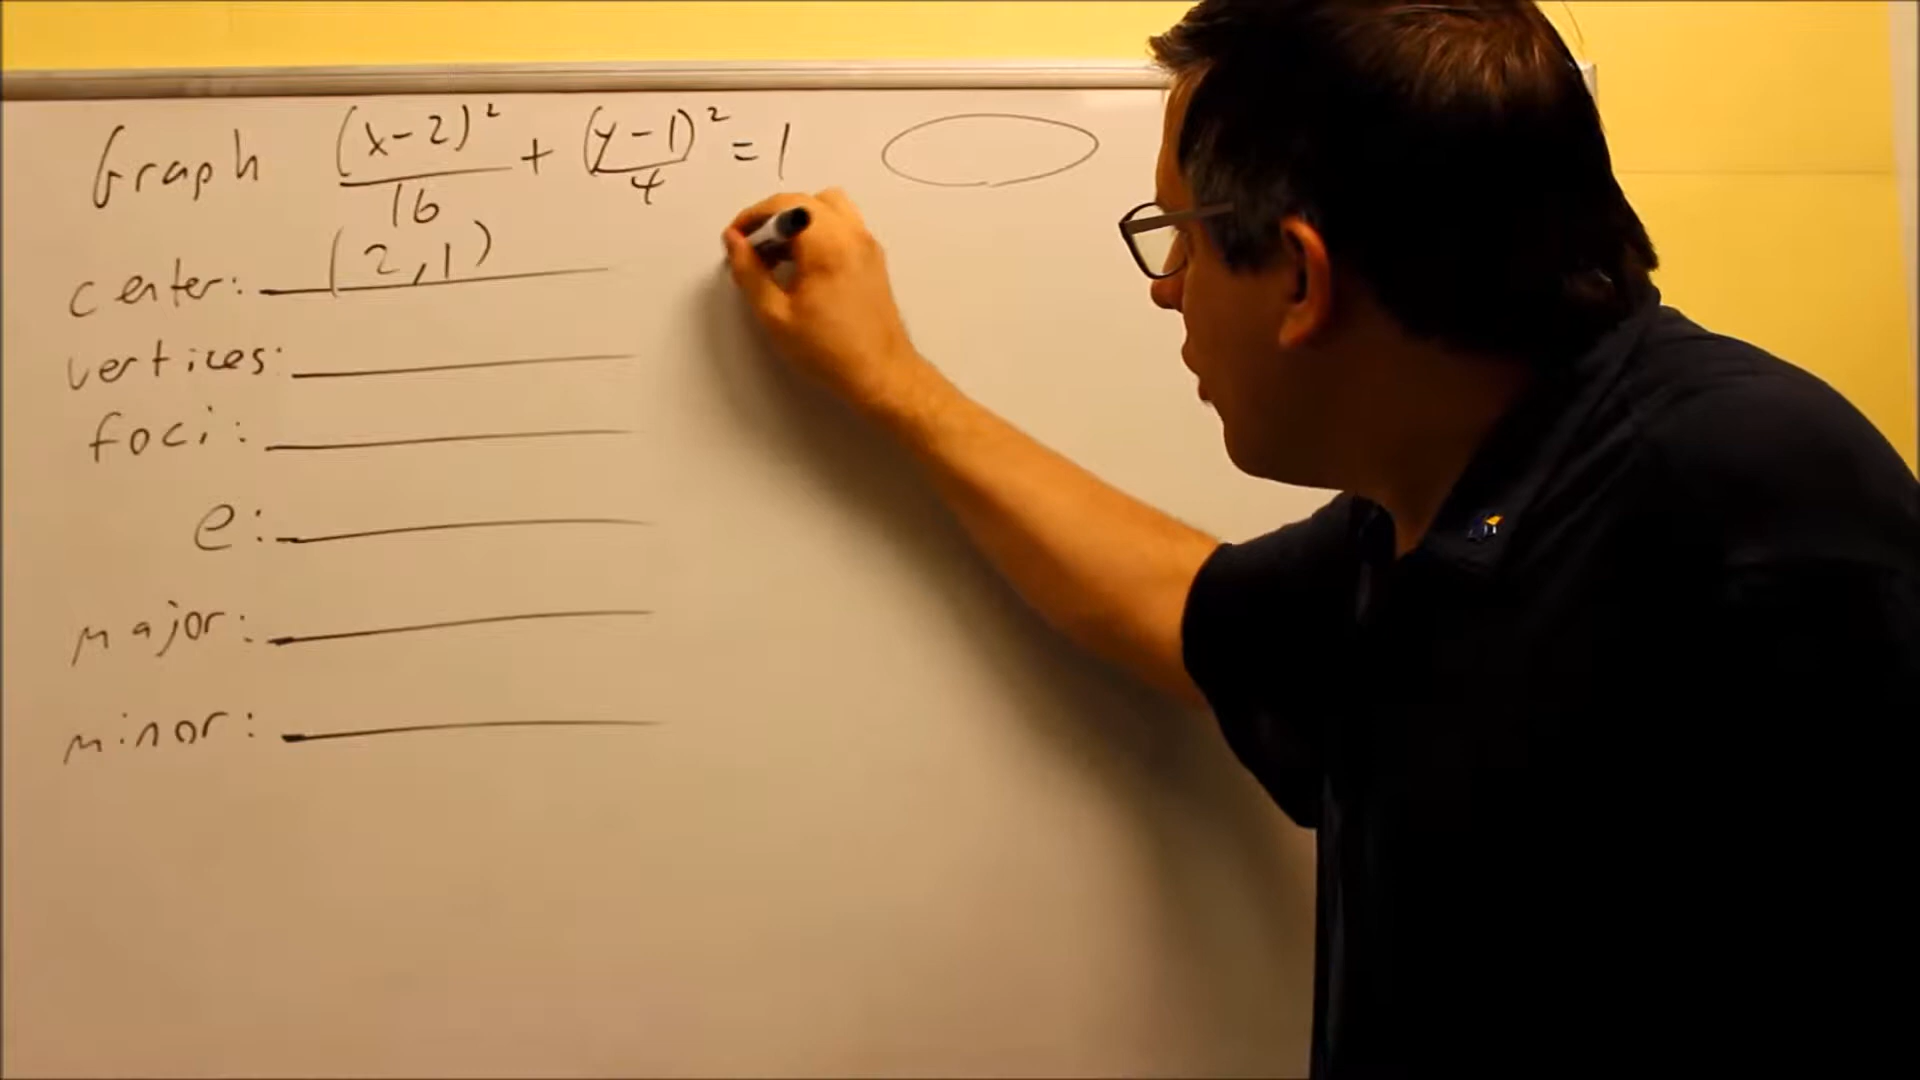 Graph (x-2)²/16 + (y-1)²/4 = 1
center: (2,1)
vertices:
foci:
e:
major:
minor: